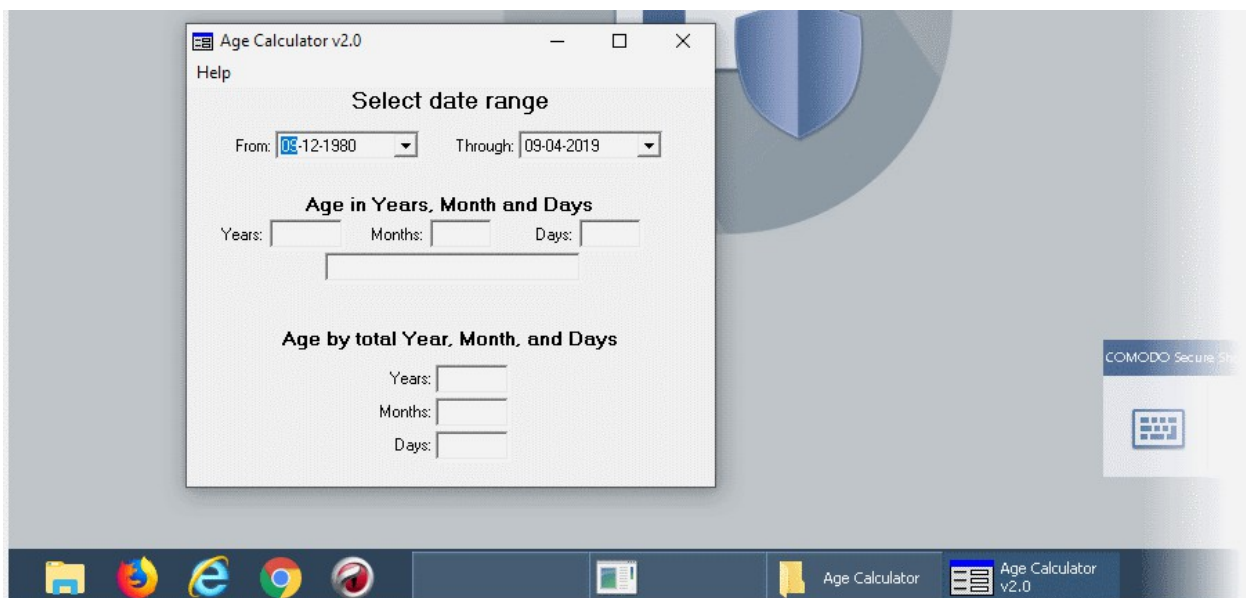 Age Calculator v2.0
Help
Select date range
From: 09-12-1980 Through: 09-04-2019
Age in Years, Month and Days
Years: Months: Days:
Age by total Year, Month, and Days
Years:
Months:
Days:
COMODO Secure
Age Calculator
Age Calculator
v2.0